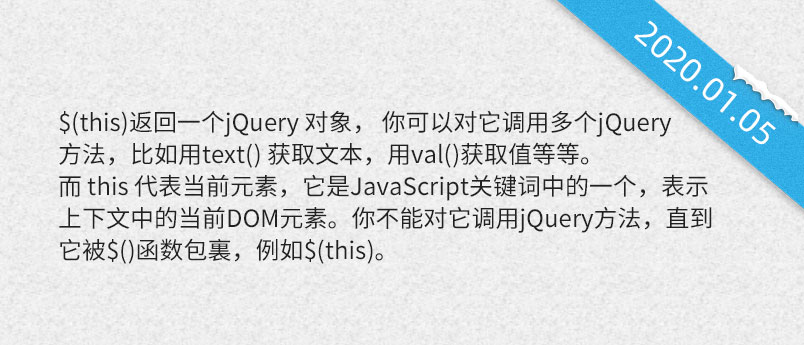 2020.01.05
$(this)返回一个jQuery 对象， 你可以对它调用多个jQuery
方法，比如用text() 获取文本，用val()获取值等等。
而 this 代表当前元素，它是JavaScript关键词中的一个，表示
上下文中的当前DOM元素。你不能对它调用jQuery方法，直到
它被$()函数包裹，例如$(this)。